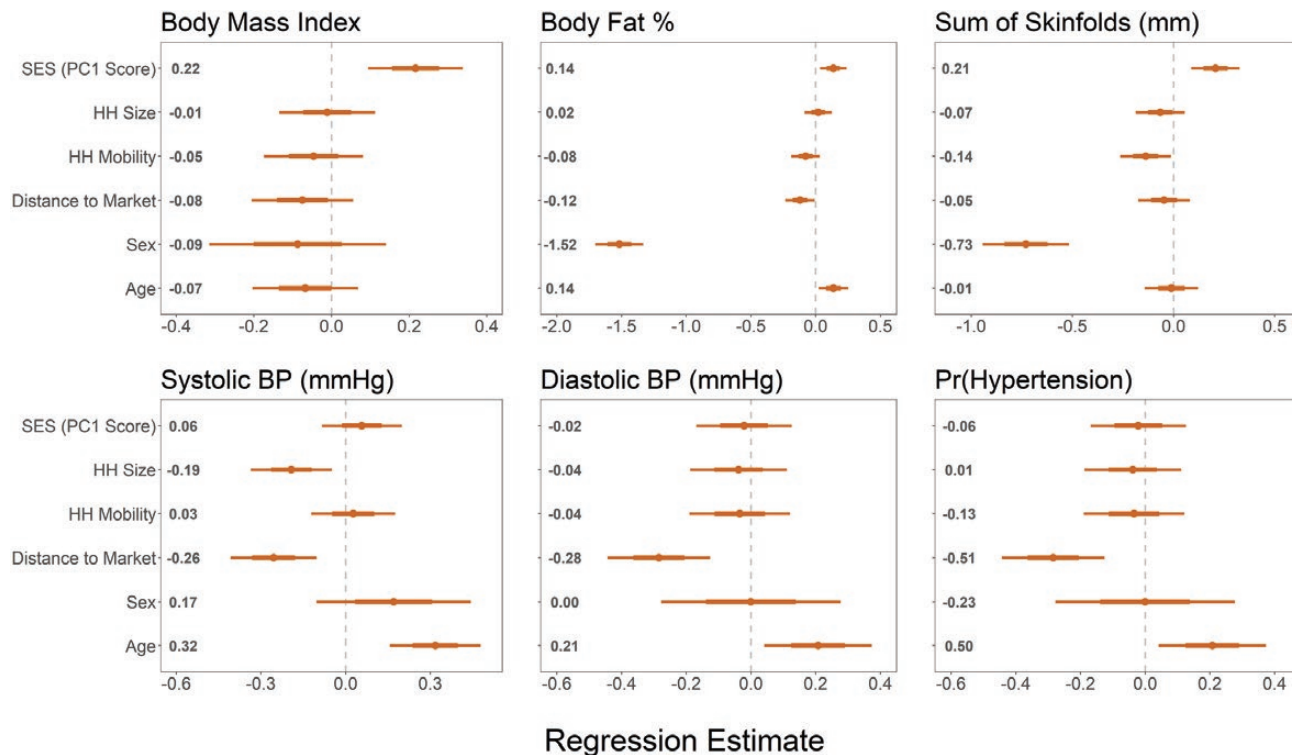 Body Mass Index
Body Fat %
Sum of Skinfolds (mm)
SES (PC1 Score) 0.22 0.14 0.21
HH Size -0.01 0.02 -0.07
HH Mobility -0.05 -0.08 -0.14
Distance to Market -0.08 -0.12 -0.05
Sex -0.09 -1.52 -0.73
Age -0.07 0.14 -0.01
-0.4 -0.2 0.0 0.2 0.4 -2.0 -1.5 -1.0 -0.5 0.0 0.5 -1.0 -0.5 0.0 0.5
Systolic BP (mmHg)
Diastolic BP (mmHg)
Pr(Hypertension)
SES (PC1 Score) 0.06 -0.02 -0.06
HH Size -0.19 -0.04 0.01
HH Mobility 0.03 -0.04 -0.13
Distance to Market -0.26 -0.28 -0.51
Sex 0.17 0.00 -0.23
Age 0.32 0.21 0.50
-0.6 -0.3 0.0 0.3 -0.6 -0.4 -0.2 0.0 0.2 0.4 -0.6 -0.4 -0.2 0.0 0.2 0.4
Regression Estimate